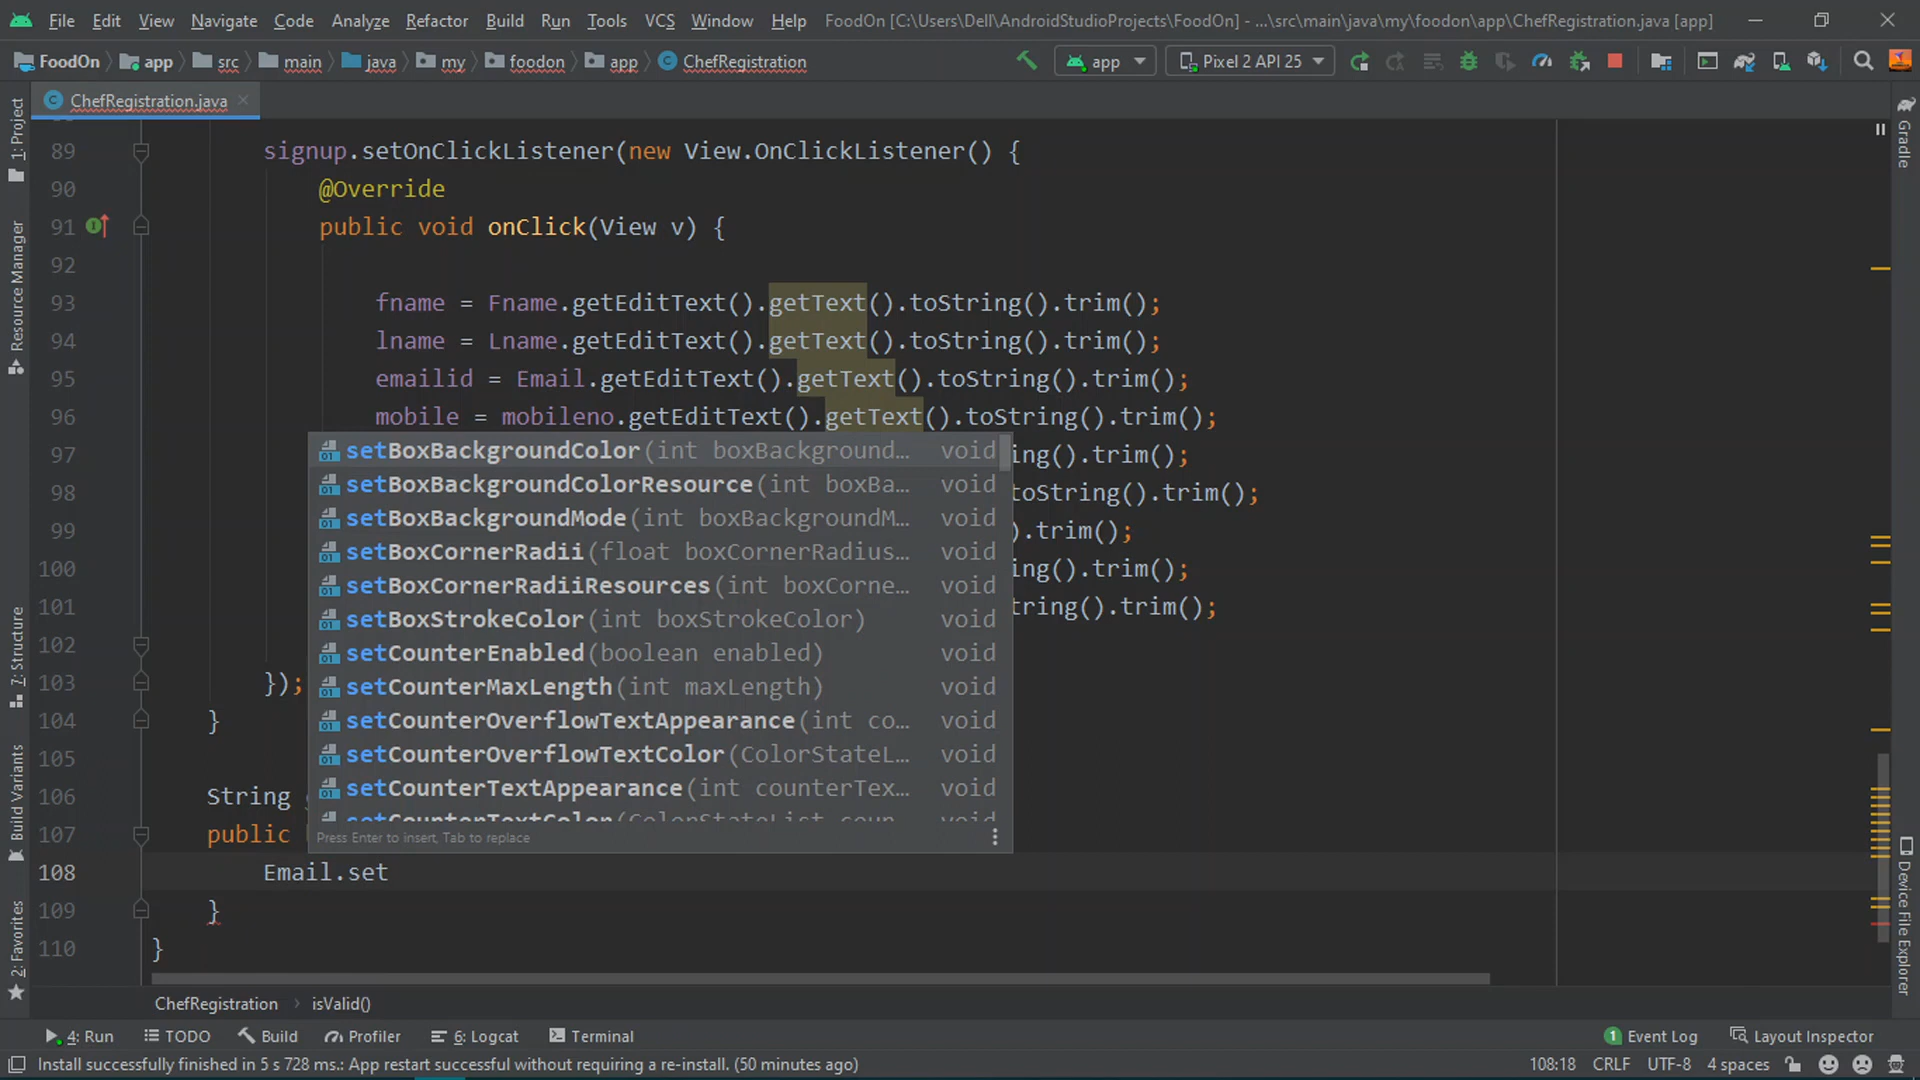 File Edit View Navigate Code Analyze Refactor Build Run Tools VCS Window Help FoodOn [C:\Users\Dell\AndroidStudioProjects\FoodOn] - ...\src\main\java\my\foodon\app\ChefRegistration.java [app]
FoodOn app src main java my foodon app ChefRegistration app Pixel 2 API 25
ChefRegistration.java
89 signup.setOnClickListener(new View.OnClickListener() {
90 @Override
91 public void onClick(View v) {
92
93 fname = Fname.getEditText().getText().toString().trim();
94 lname = Lname.getEditText().getText().toString().trim();
95 emailid = Email.getEditText().getText().toString().trim();
96 mobile = mobileno.getEditText().getText().toString().trim();
97 ing().trim();
98 toString().trim();
99 ).trim();
100 ing().trim();
101 tring().trim();
102
103 });
104 }
105
106 String
107 public
108 Email.set
109 }
110 }
setBoxBackgroundColor(int boxBackground... void
setBoxBackgroundColorResource(int boxBa... void
setBoxBackgroundMode(int boxBackgroundM... void
setBoxCornerRadii(float boxCornerRadius... void
setBoxCornerRadiiResources(int boxCorne... void
setBoxStrokeColor(int boxStrokeColor) void
setCounterEnabled(boolean enabled) void
setCounterMaxLength(int maxLength) void
setCounterOverflowTextAppearance(int co... void
setCounterOverflowTextColor(ColorStateL... void
setCounterTextAppearance(int counterTex... void
setCounterTextColor(ColorStateList coun... void
Press Enter to insert, Tab to replace
1: Project
Resource Manager
7: Structure
Build Variants
2: Favorites
Gradle
Device File Explorer
ChefRegistration › isValid()
4: Run TODO Build Profiler 6: Logcat Terminal 1 Event Log Layout Inspector
Install successfully finished in 5 s 728 ms.: App restart successful without requiring a re-install. (50 minutes ago) 108:18 CRLF UTF-8 4 spaces